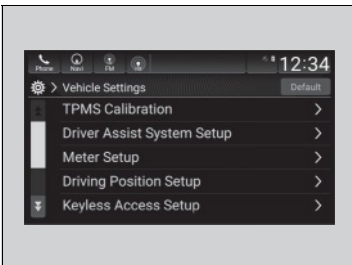 Phone Navi FM
12:34
Vehicle Settings
Default
TPMS Calibration
Driver Assist System Setup
Meter Setup
Driving Position Setup
Keyless Access Setup